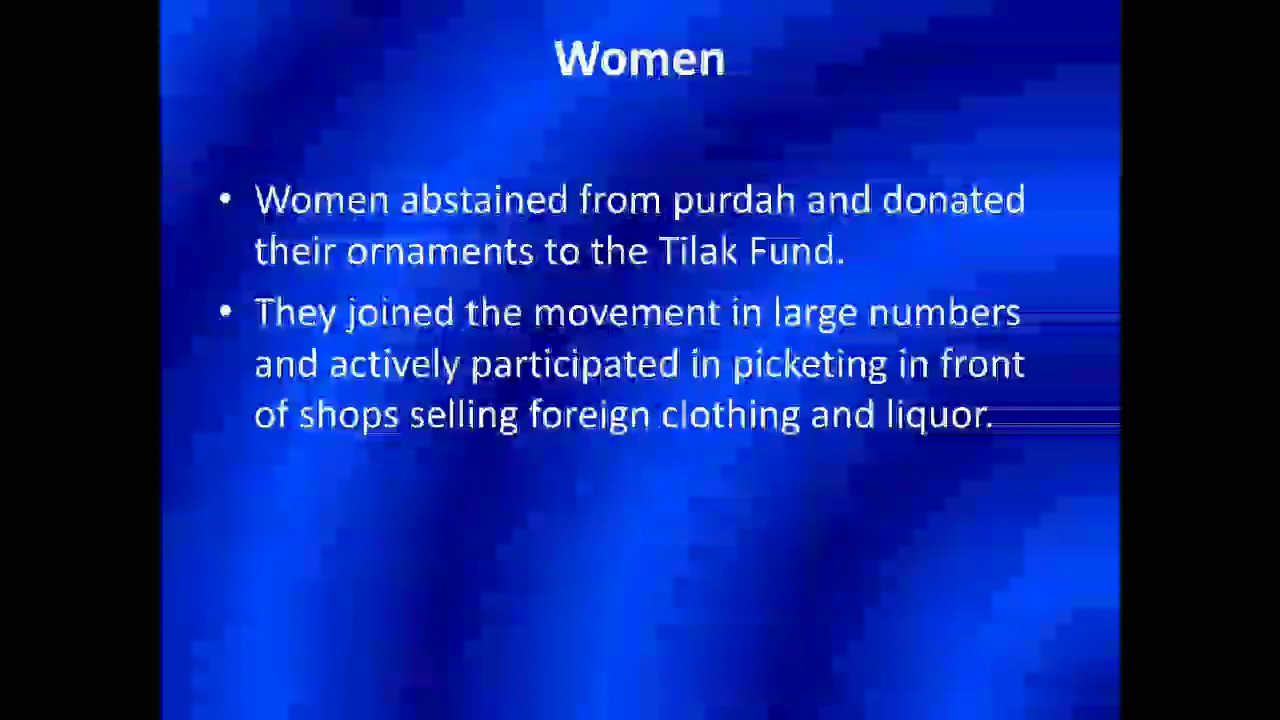 Women
• Women abstained from purdah and donated
their ornaments to the Tilak Fund.
• They joined the movement in large numbers
and actively participated in picketing in front
of shops selling foreign clothing and liquor.